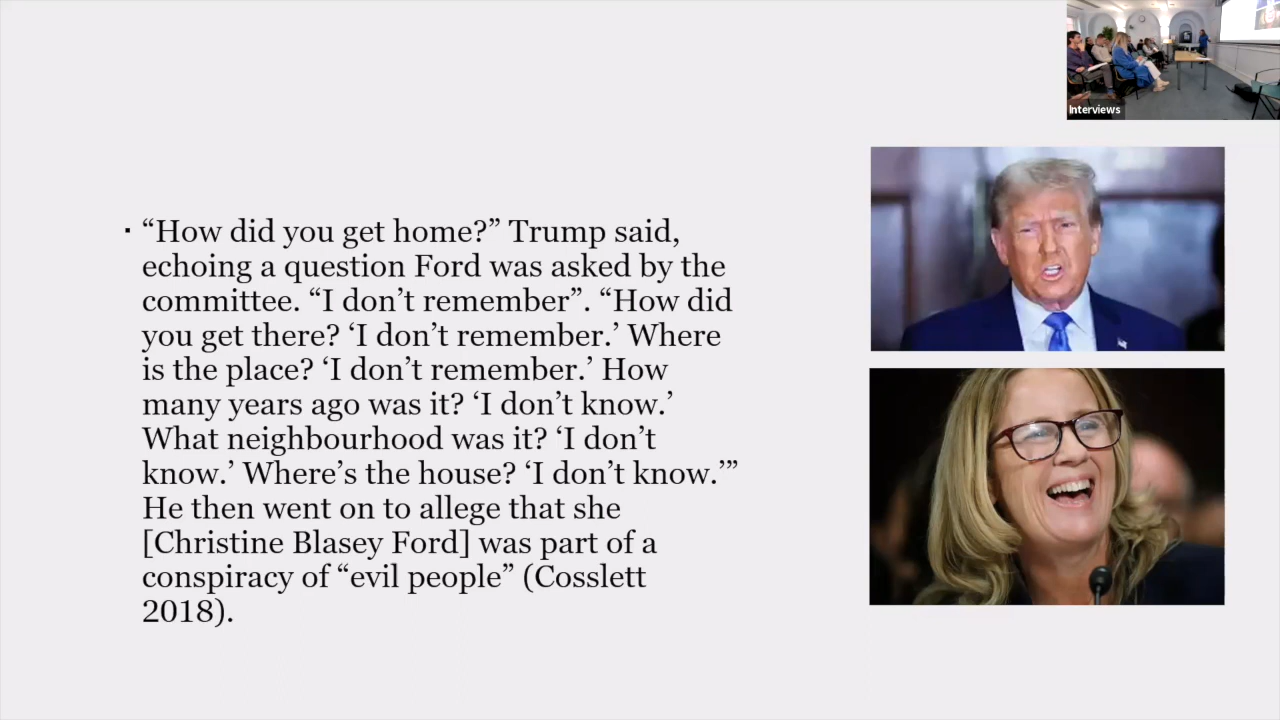 Interviews
▪ “How did you get home?” Trump said,
echoing a question Ford was asked by the
committee. “I don’t remember”. “How did
you get there? ‘I don’t remember.’ Where
is the place? ‘I don’t remember.’ How
many years ago was it? ‘I don’t know.’
What neighbourhood was it? ‘I don’t
know.’ Where’s the house? ‘I don’t know.’”
He then went on to allege that she
[Christine Blasey Ford] was part of a
conspiracy of “evil people” (Cosslett
2018).